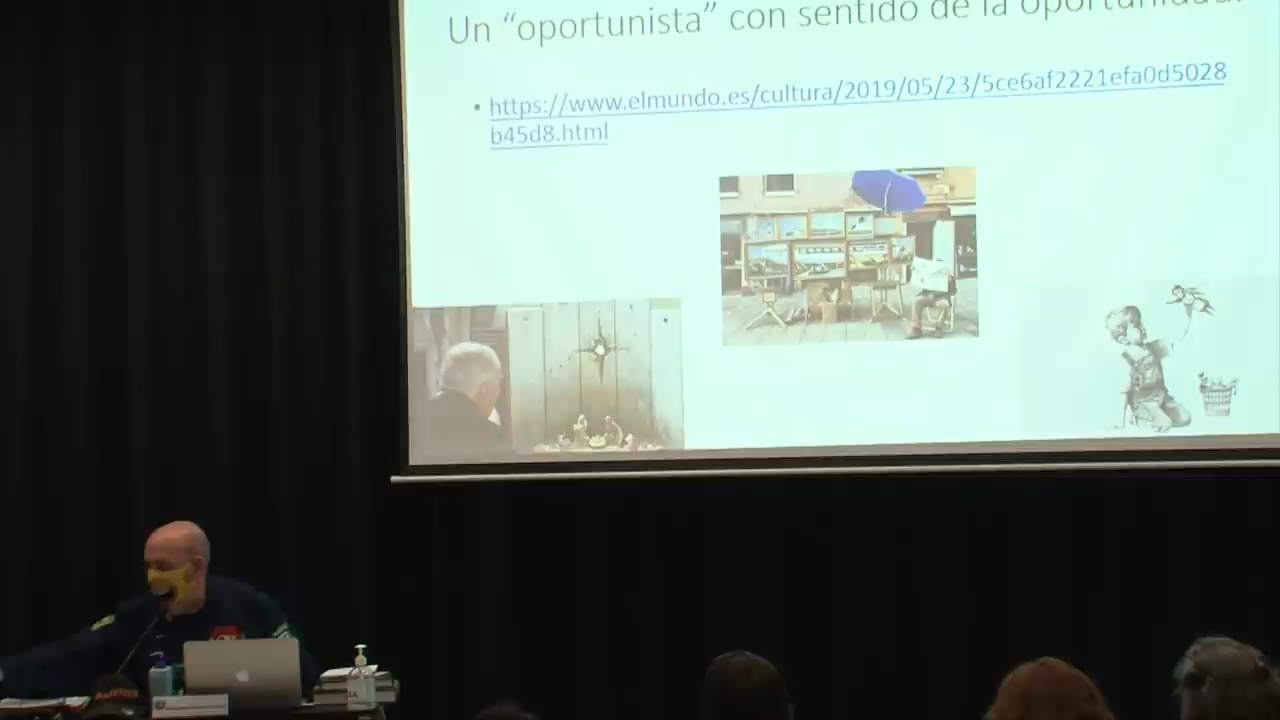 Un “oportunista” con sentido de la oportunidad.
• https://www.elmundo.es/cultura/2019/05/23/5ce6af2221efa0d5028
b45d8.html